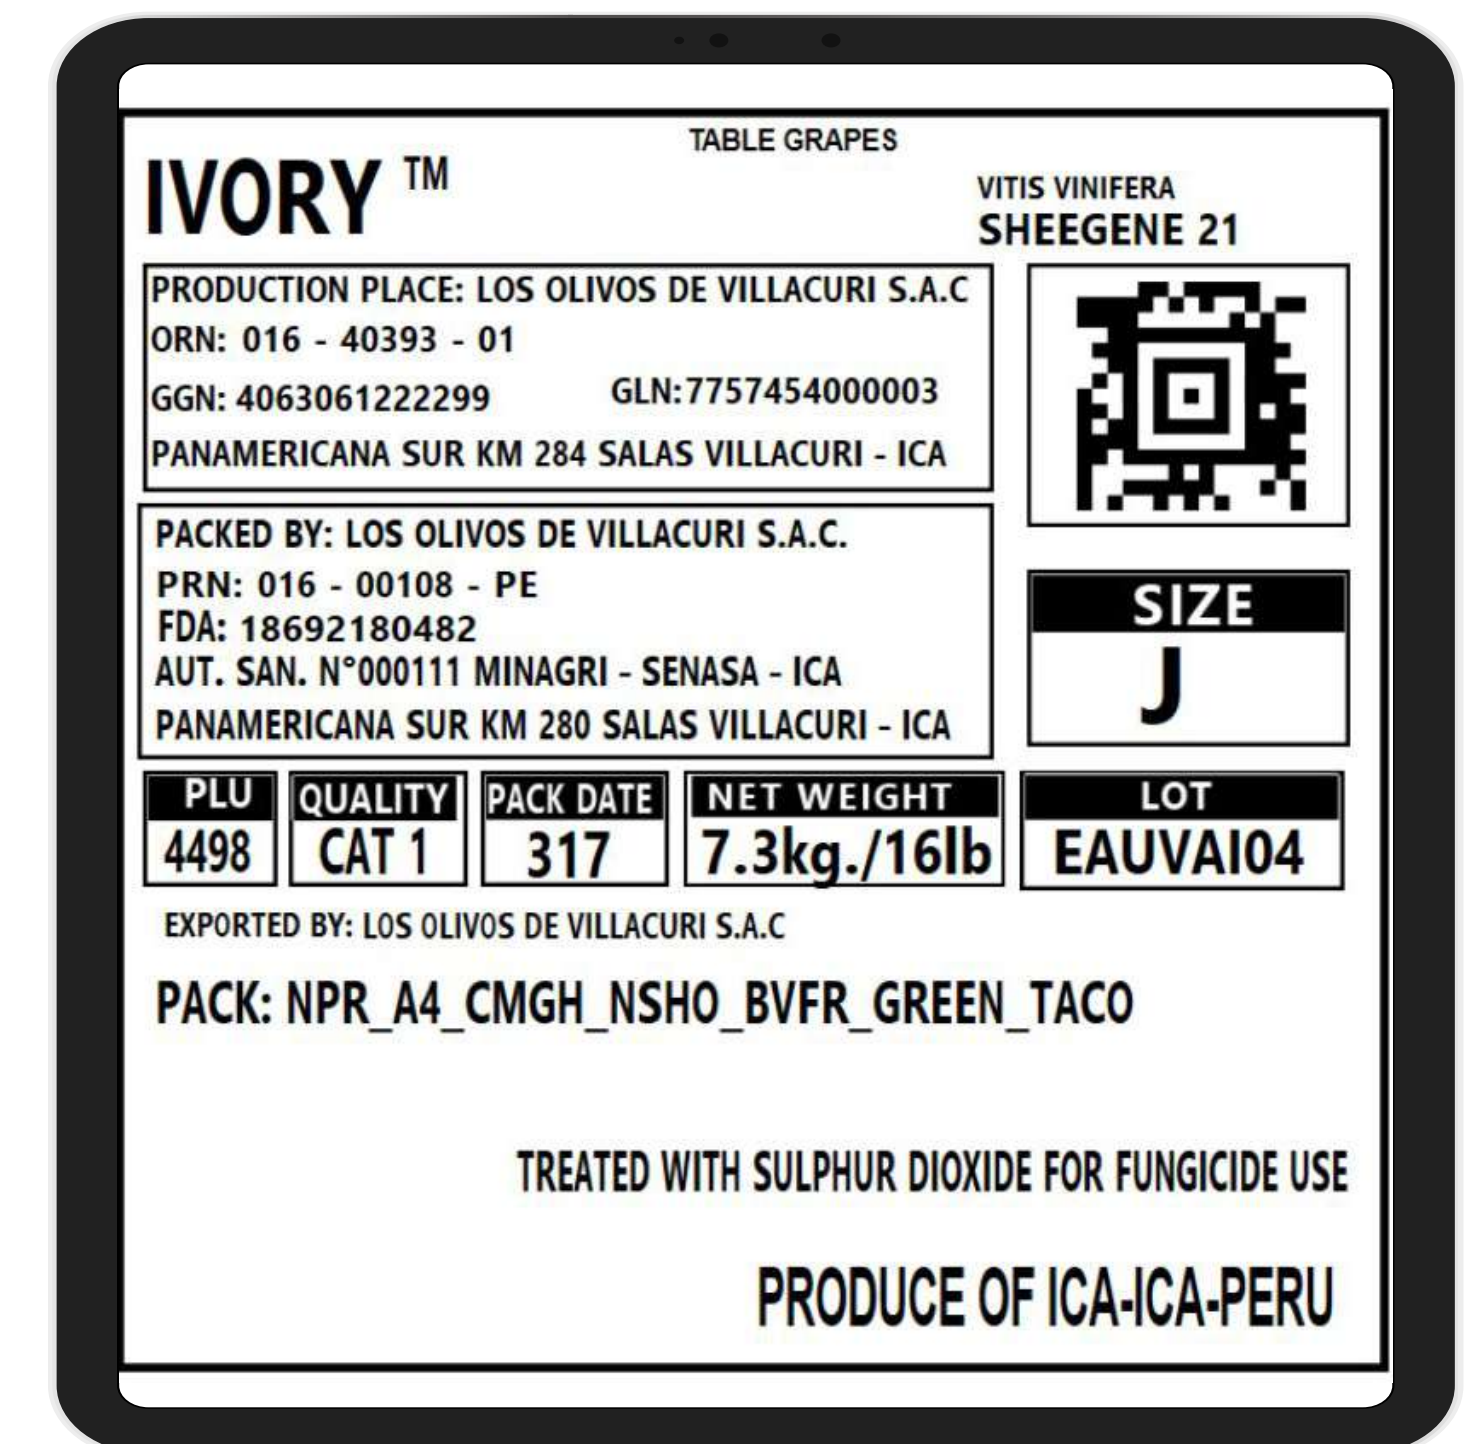 TABLE GRAPES
IVORY ™
VITIS VINIFERA
SHEEGENE 21
PRODUCTION PLACE: LOS OLIVOS DE VILLACURI S.A.C
ORN: 016 - 40393 - 01
GGN: 4063061222299 GLN:7757454000003
PANAMERICANA SUR KM 284 SALAS VILLACURI - ICA
PACKED BY: LOS OLIVOS DE VILLACURI S.A.C.
PRN: 016 - 00108 - PE
FDA: 18692180482
AUT. SAN. N°000111 MINAGRI - SENASA - ICA
PANAMERICANA SUR KM 280 SALAS VILLACURI - ICA
SIZE
J
PLU QUALITY PACK DATE NET WEIGHT LOT
4498 CAT 1 317 7.3kg./16lb EAUVAI04
EXPORTED BY: LOS OLIVOS DE VILLACURI S.A.C
PACK: NPR_A4_CMGH_NSHO_BVFR_GREEN_TACO
TREATED WITH SULPHUR DIOXIDE FOR FUNGICIDE USE
PRODUCE OF ICA-ICA-PERU